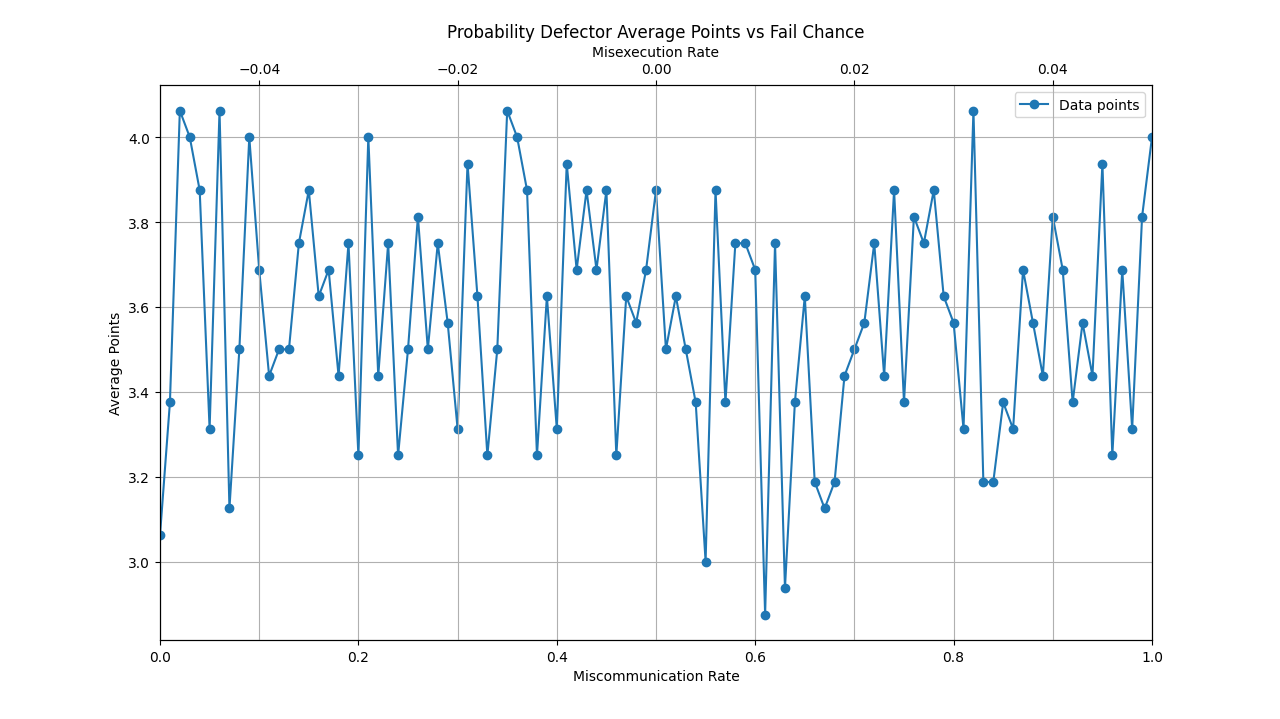 Probability Defector Average Points vs Fail Chance
Misexecution Rate
−0.04 −0.02 0.00 0.02 0.04
Data points
4.0
3.8
3.6
3.4
3.2
3.0
Average Points
0.0 0.2 0.4 0.6 0.8 1.0
Miscommunication Rate